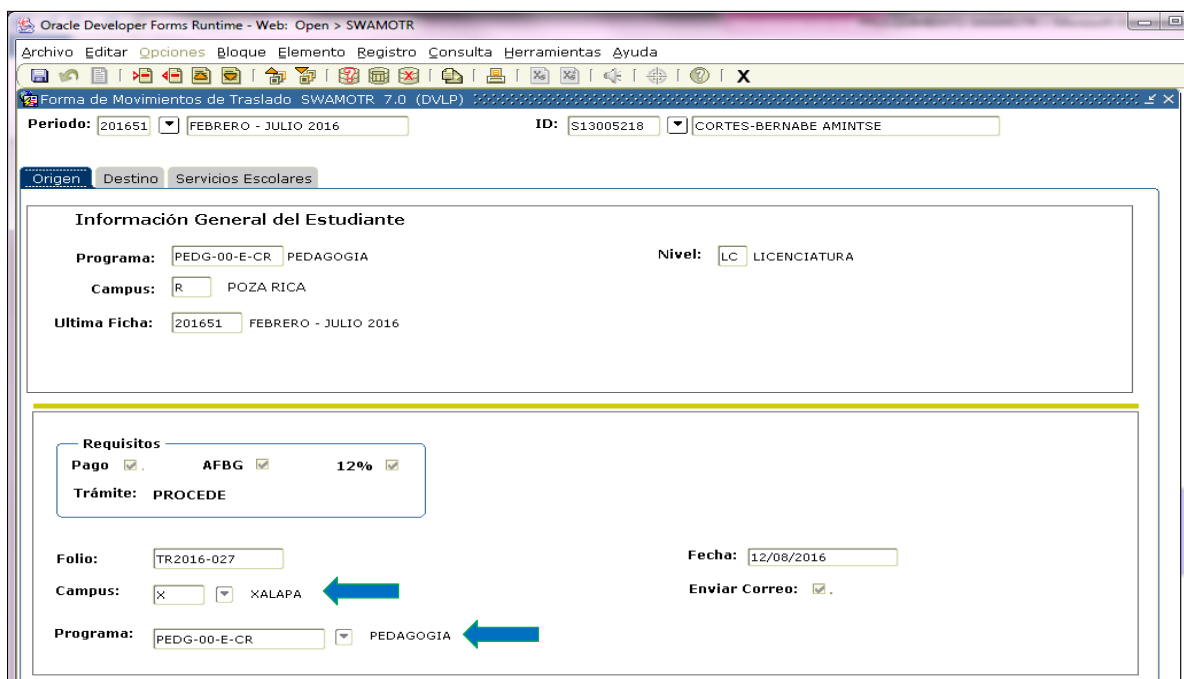 Oracle Developer Forms Runtime - Web: Open > SWAMOTR
Archivo Editar Opciones Bloque Elemento Registro Consulta Herramientas Ayuda
Forma de Movimientos de Traslado SWAMOTR 7.0 (DVLP)
Periodo: 201651 FEBRERO - JULIO 2016 ID: S13005218 CORTES-BERNABE AMINTSE
Origen Destino Servicios Escolares
Información General del Estudiante
Programa: PEDG-00-E-CR PEDAGOGIA Nivel: LC LICENCIATURA
Campus: R POZA RICA
Ultima Ficha: 201651 FEBRERO - JULIO 2016
Requisitos
Pago . AFBG 12%
Trámite: PROCEDE
Folio: TR2016-027 Fecha: 12/08/2016
Campus: X XALAPA Enviar Correo: .
Programa: PEDG-00-E-CR PEDAGOGIA